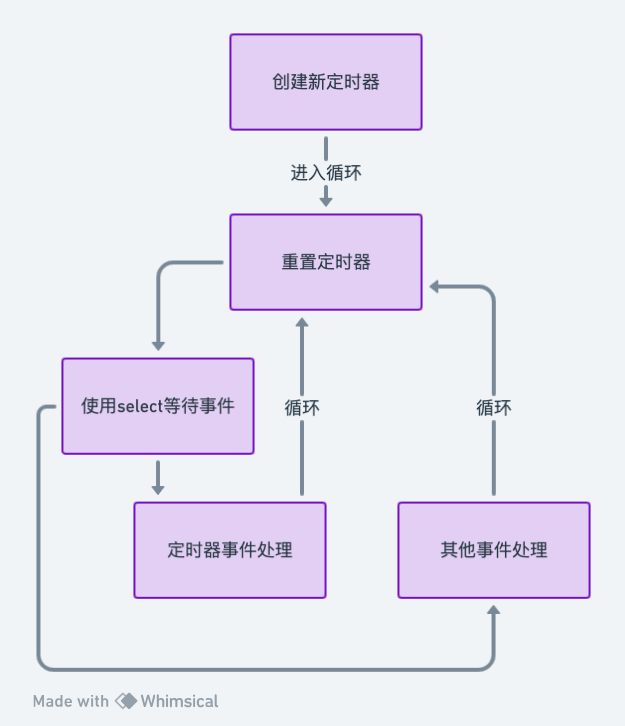 创建新定时器
进入循环
重置定时器
使用select等待事件
循环
循环
定时器事件处理
其他事件处理
Made with Whimsical